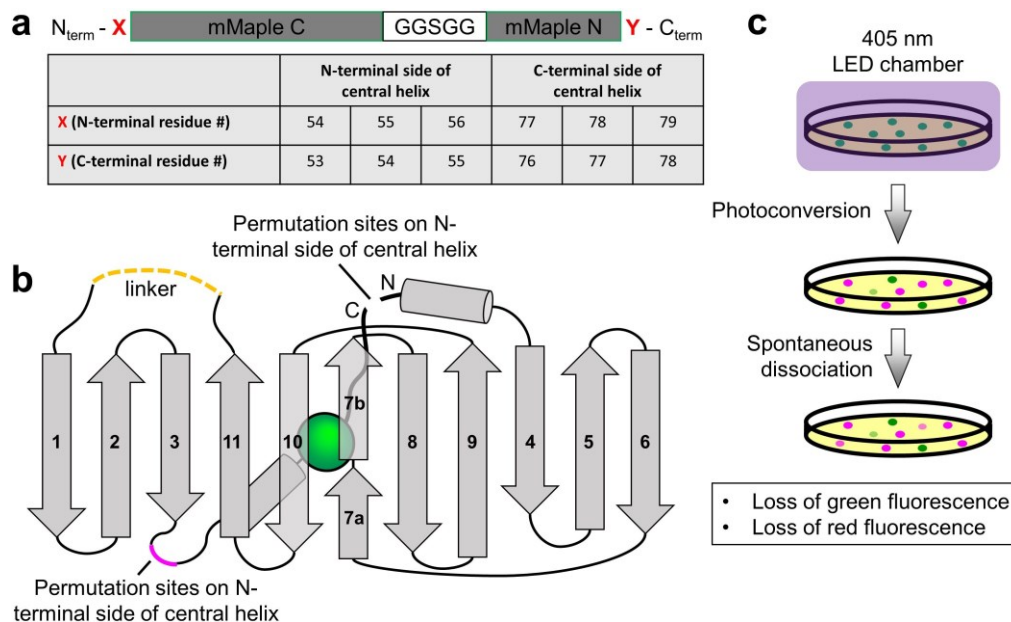 a
N_term - X mMaple C GGSGG mMaple N Y - C_term
N-terminal side of central helix
C-terminal side of central helix
X (N-terminal residue #) 54 55 56 77 78 79
Y (C-terminal residue #) 53 54 55 76 77 78
b
Permutation sites on N-
terminal side of central helix
linker
N
C
1 2 3 11 10 7b 8 9 4 5 6
7a
Permutation sites on N-
terminal side of central helix
c
405 nm
LED chamber
Photoconversion
Spontaneous
dissociation
• Loss of green fluorescence
• Loss of red fluorescence